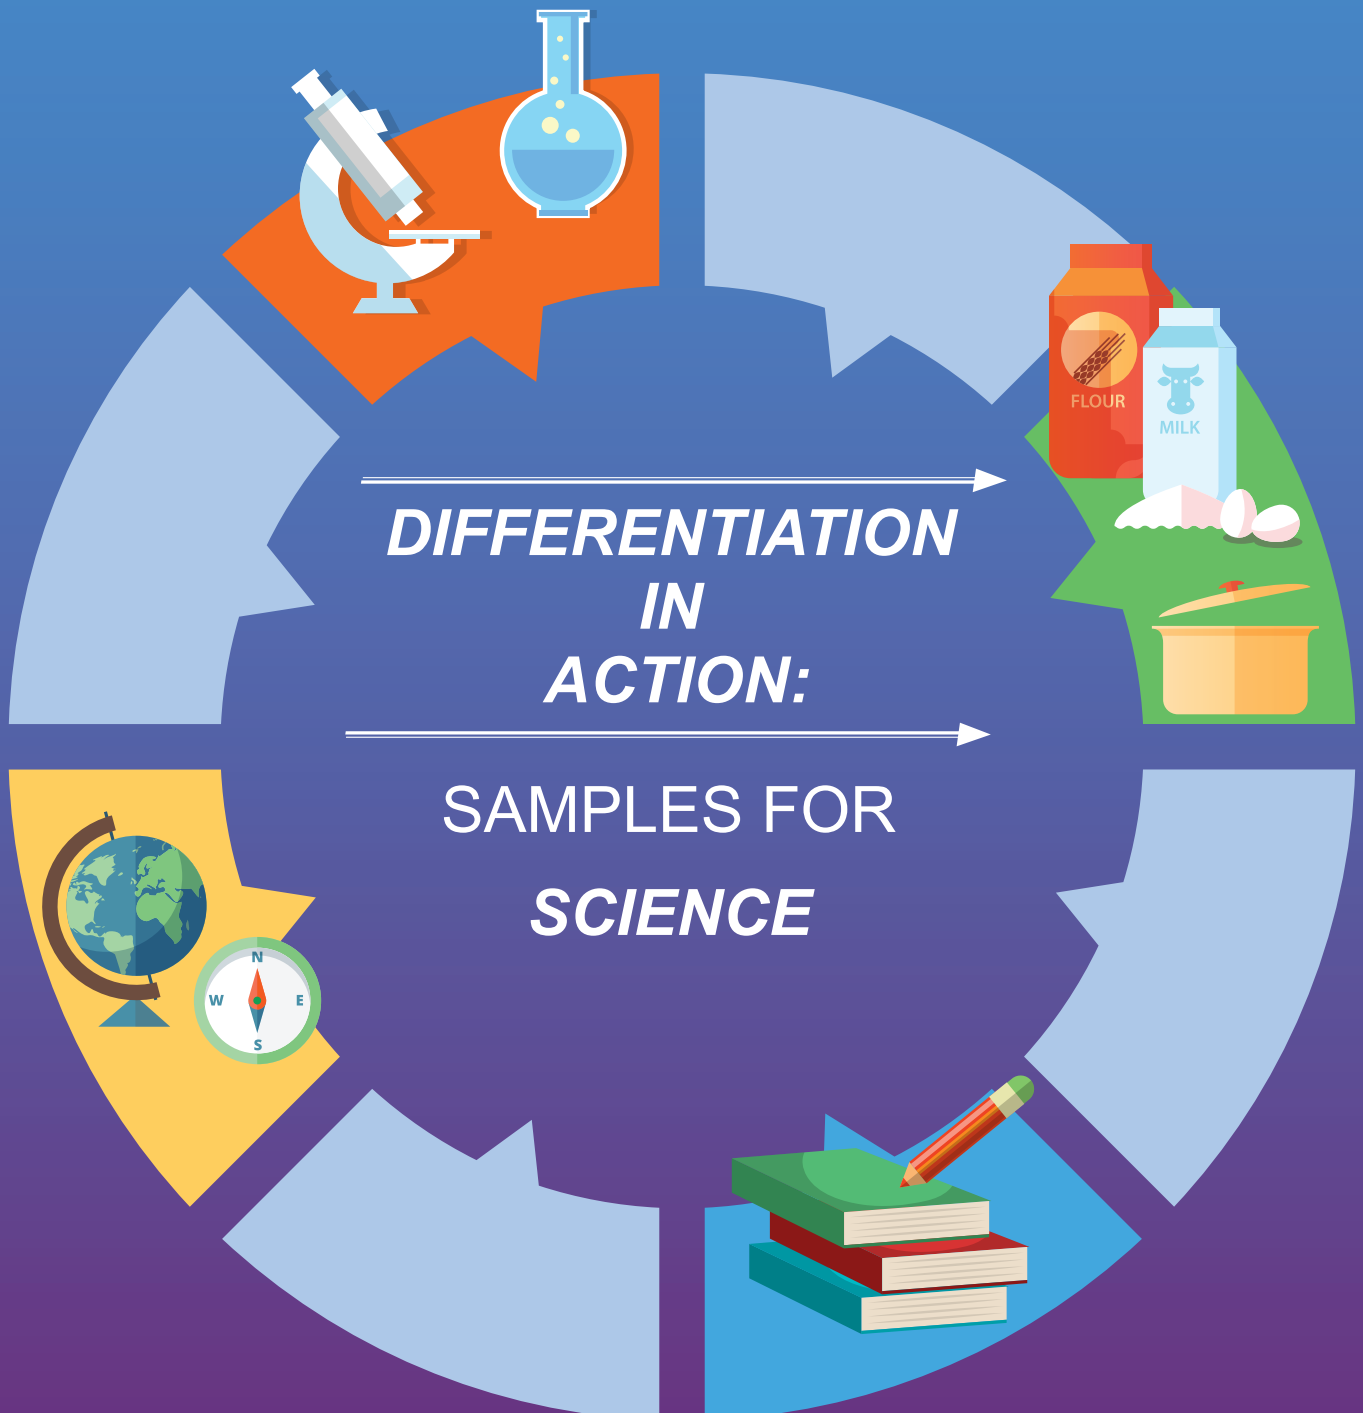 FLOUR
MILK
DIFFERENTIATION
IN
ACTION:
SAMPLES FOR
SCIENCE
N
W E
S